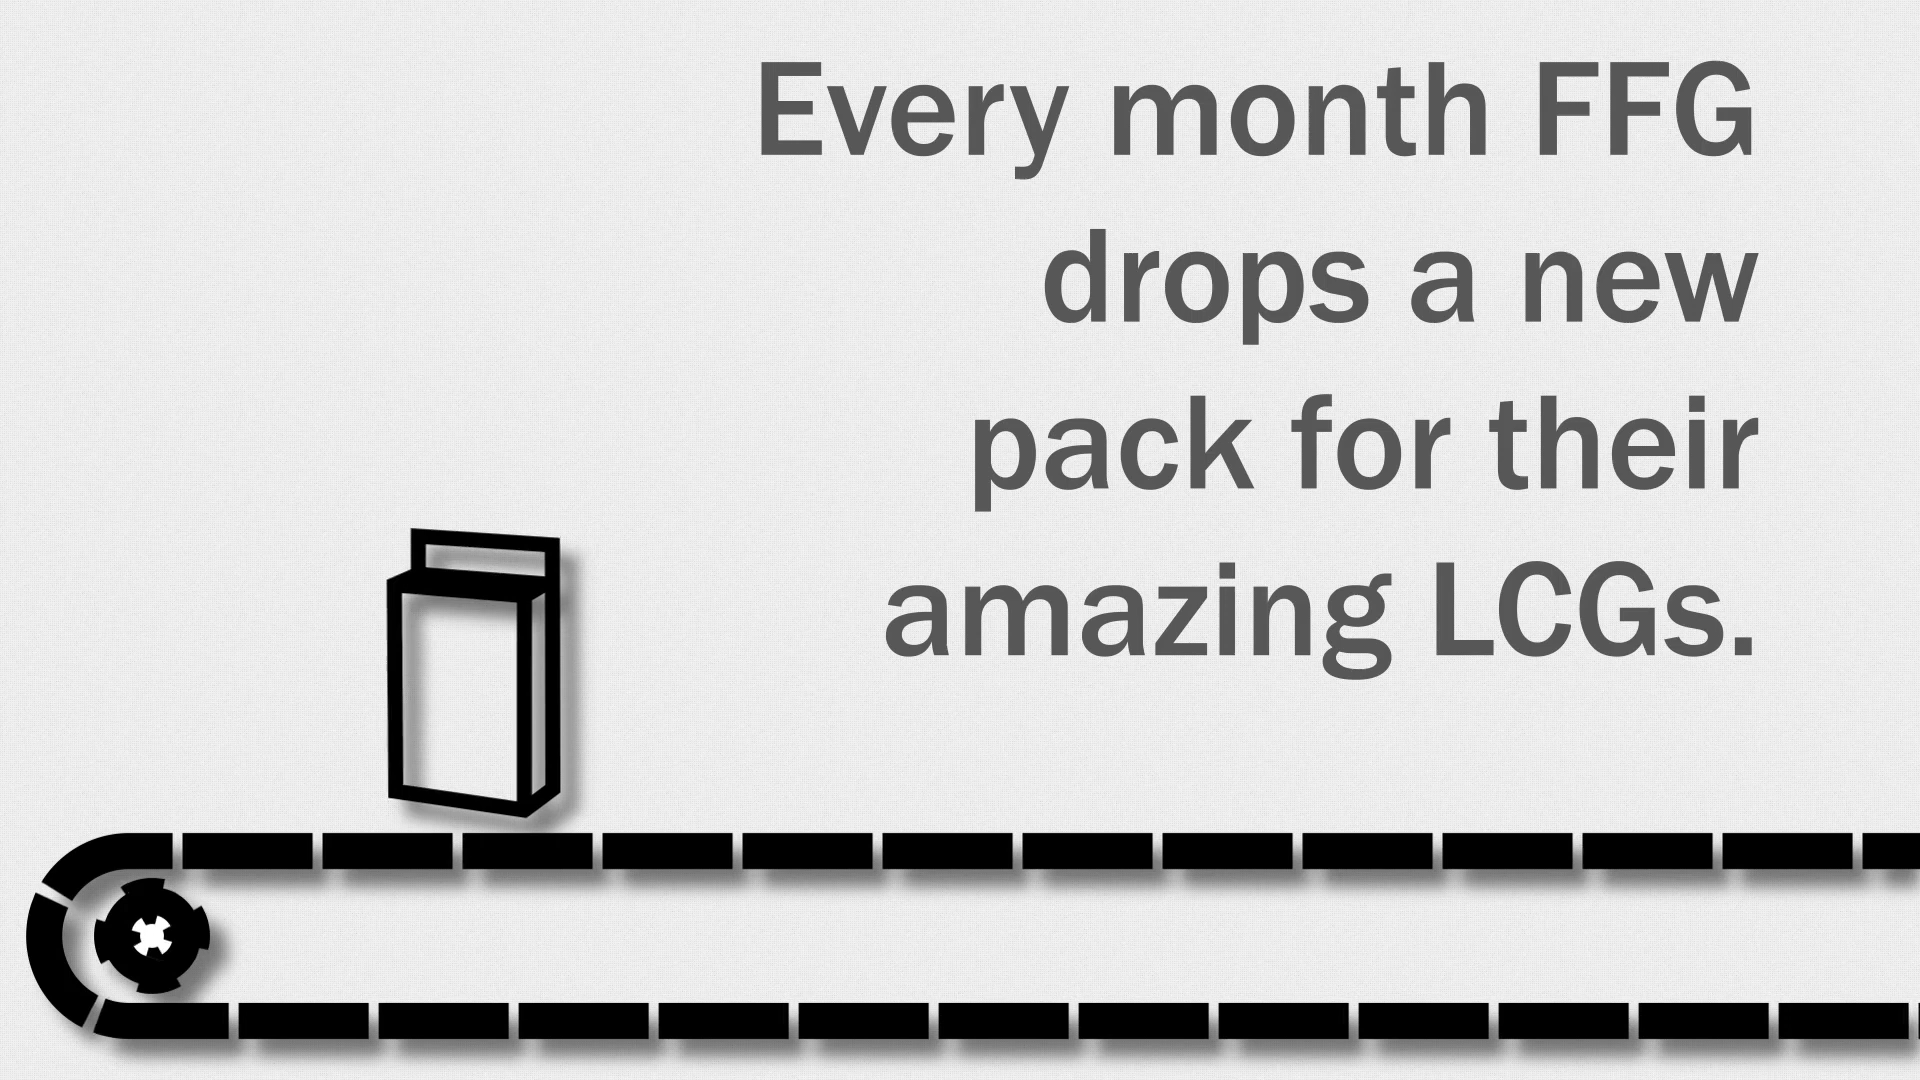 Every month FFG
drops a new
pack for their
amazing LCGs.